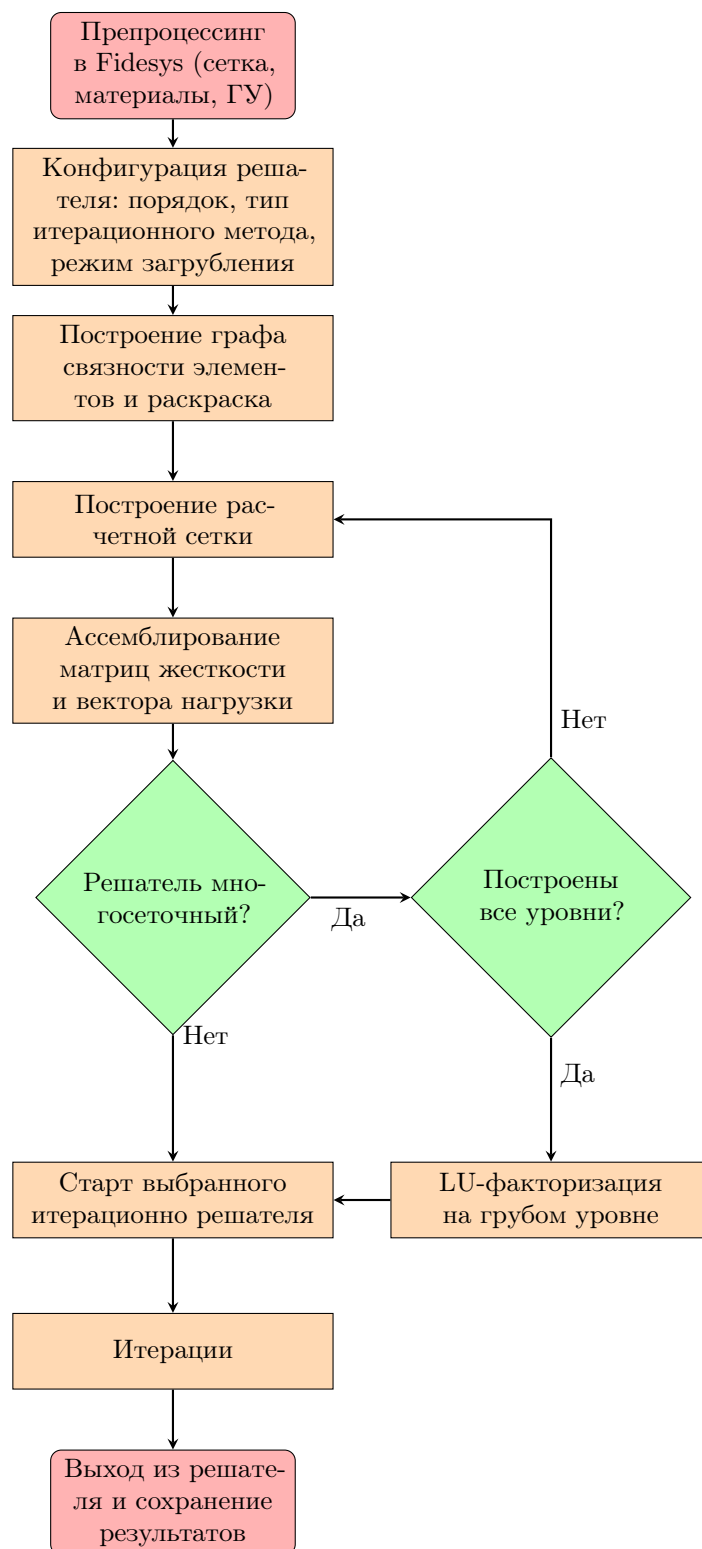 Препроцессинг
в Fidesys (сетка,
материалы, ГУ)
Конфигурация реша-
теля: порядок, тип
итерационного метода,
режим загрубления
Построение графа
связности элемен-
тов и раскраска
Построение рас-
четной сетки
Ассемблирование
матриц жесткости
и вектора нагрузки
Нет
Решатель мно-
госеточный?
Да
Построены
все уровни?
Нет
Да
Старт выбранного
итерационно решателя
LU-факторизация
на грубом уровне
Итерации
Выход из решате-
ля и сохранение
результатов